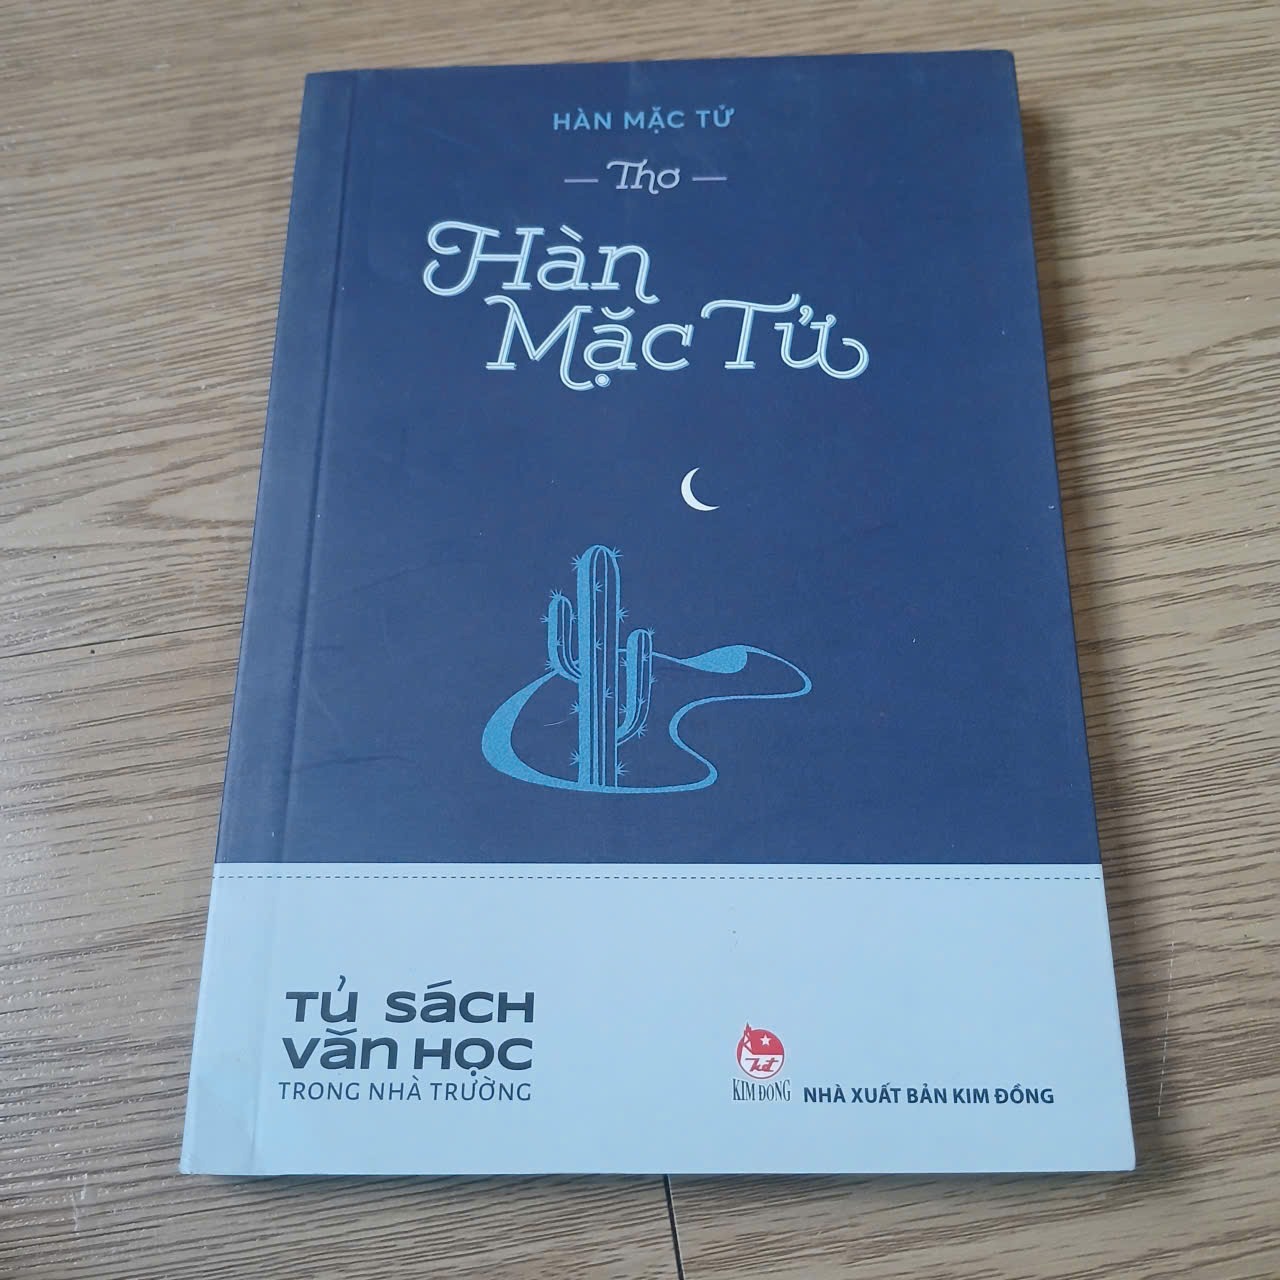 HÀN MẶC TỬ
Thơ
Hàn
Mặc Tử
TỦ SÁCH
VĂN HỌC
TRONG NHÀ TRƯỜNG
Kđ
KIM ĐỒNG
NHÀ XUẤT BẢN KIM ĐỒNG